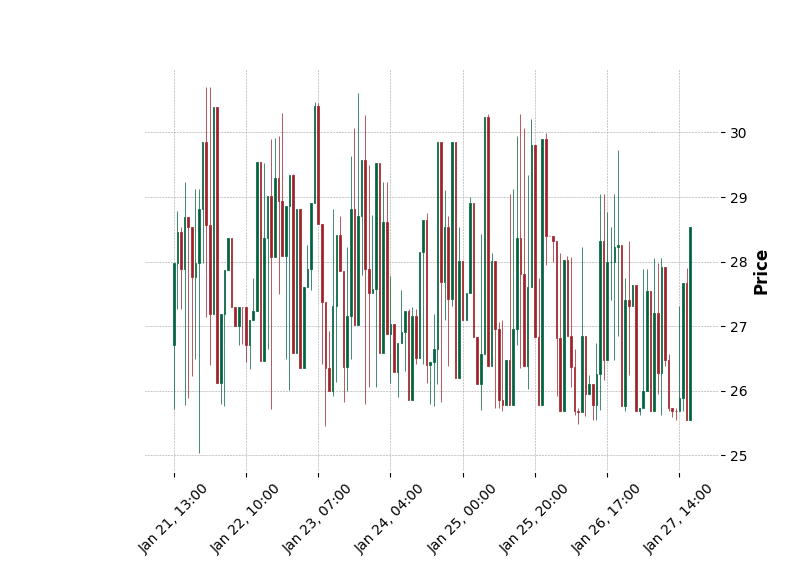 30
29
28
27
26
25
Price
Jan 21, 13:00
Jan 22, 10:00
Jan 23, 07:00
Jan 24, 04:00
Jan 25, 00:00
Jan 25, 20:00
Jan 26, 17:00
Jan 27, 14:00